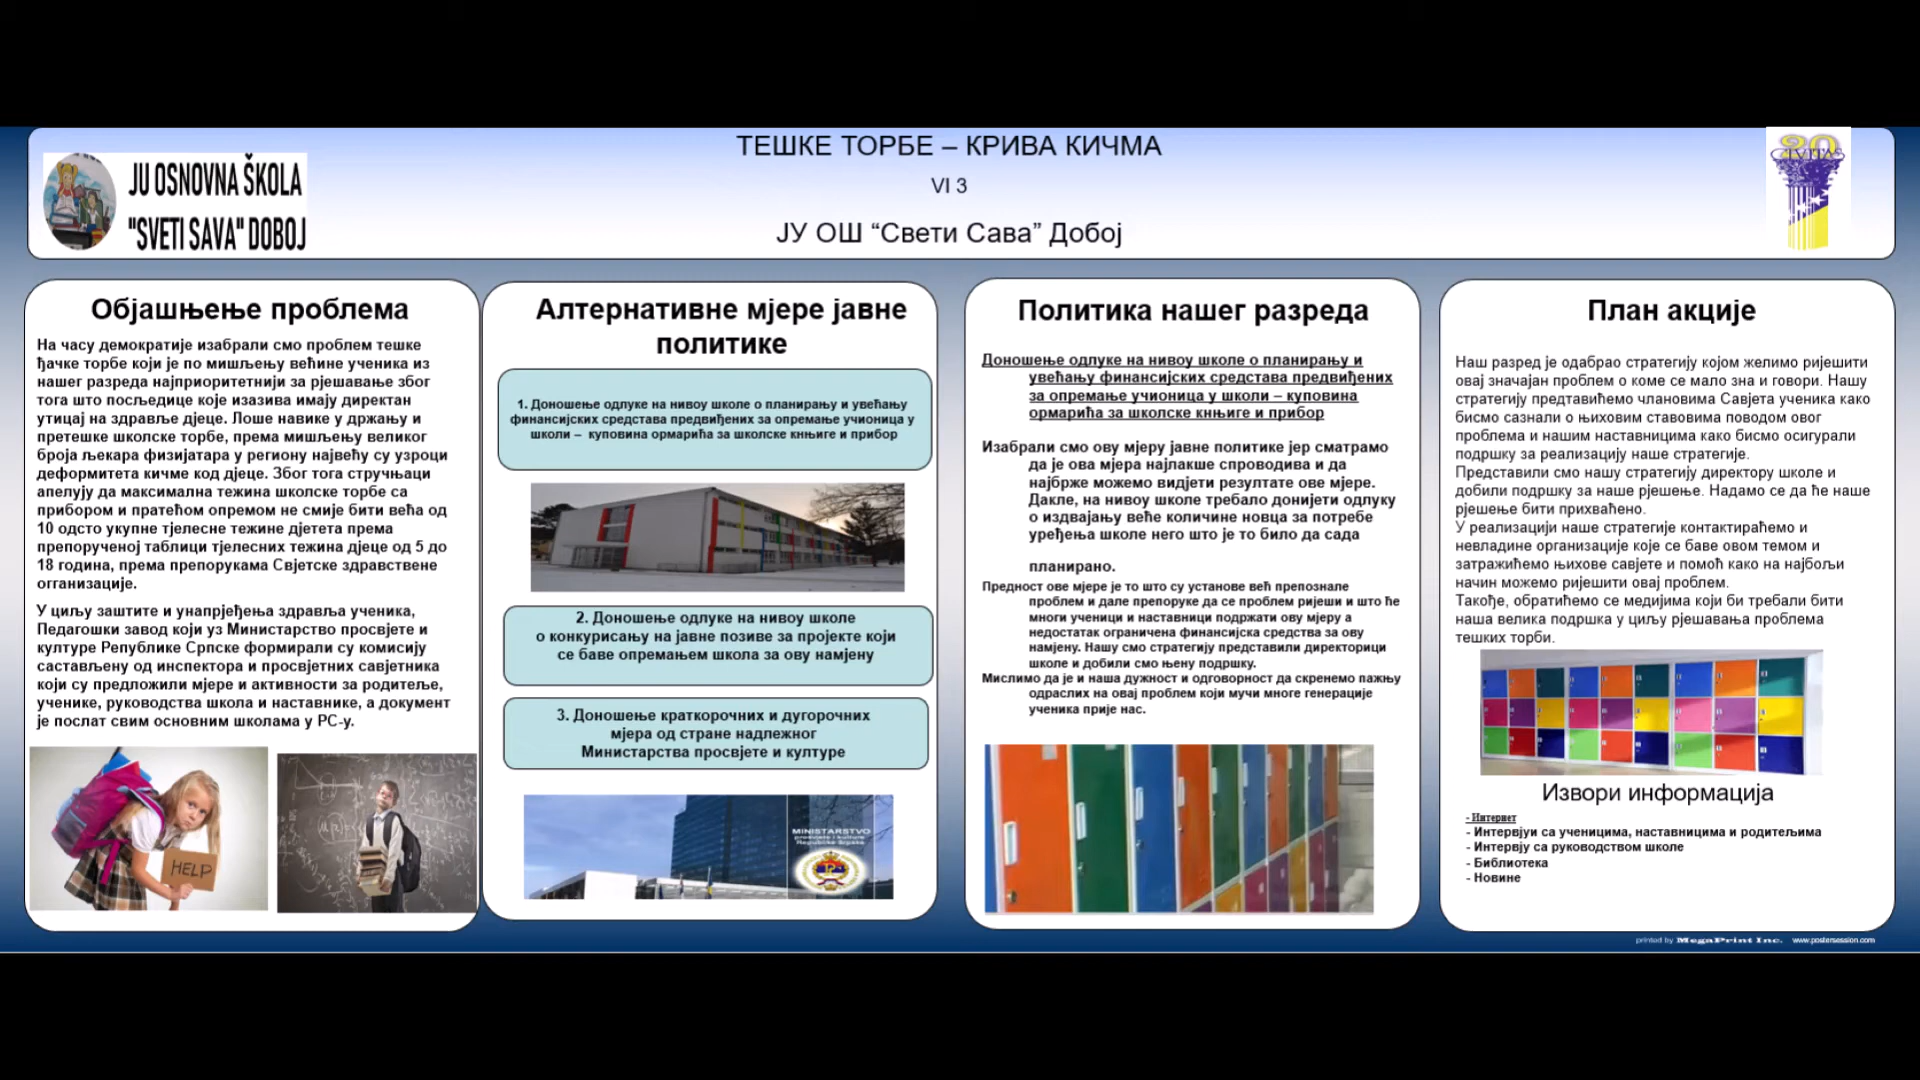 ТЕШКЕ ТОРБЕ – КРИВА КИЧМА
VI 3
ЈУ ОШ “Свети Сава” Добој
JU OSNOVNA ŠKOLA
"SVETI SAVA" DOBOJ
20
CIVITAS
Објашњење проблема
На часу демократије изабрали смо проблем тешке
ђачке торбе који је по мишљењу већине ученика из
нашег разреда најприоритетнији за рјешавање због
тога што посљедице које изазива имају директан
утицај на здравље дјеце. Лоше навике у држању и
претешке школске торбе, према мишљењу великог
броја љекара физијатара у региону највећу су узроци
деформитета кичме код дјеце. Због тога стручњаци
апелују да максимална тежина школске торбе са
прибором и пратећом опремом не смије бити већа од
10 одсто укупне тјелесне тежине дјетета према
препорученој таблици тјелесних тежина дјеце од 5 до
18 година, према препорукама Свјетске здравствене
огганизације.
У циљу заштите и унапрјеђења здравља ученика,
Педагошки завод који уз Министарство просвјете и
културе Републике Српске формирали су комисију
састављену од инспектора и просвјетних савјетника
који су предложили мјере и активности за родитеље,
ученике, руководства школа и наставнике, а документ
је послат свим основним школама у РС-у.
HELP
Алтернативне мјере јавне
политике
1. Доношење одлуке на нивоу школе о планирању и увећању
финансијских средстава предвиђених за опремање учионица у
школи – куповина ормарића за школске књниге и прибор
2. Доношење одлуке на нивоу школе
о конкурисању на јавне позиве за пројекте који
се баве опремањем школа за ову намјену
3. Доношење краткорочних и дугорочних
мјера од стране надлежног
Министарства просвјете и културе
MINISTARSTVO
prosvjete i kulture
Republike Srpske
Политика нашег разреда
Доношење одлуке на нивоу школе о планирању и
увећању финансијских средстава предвиђених
за опремање учионица у школи – куповина
ормарића за школске књниге и прибор
Изабрали смо ову мјеру јавне политике јер сматрамо
да је ова мјера најлакше спроводива и да
најбрже можемо видјети резултате ове мјере.
Дакле, на нивоу школе требало донијети одлуку
о издвајању веће количине новца за потребе
уређења школе него што је то било да сада
планирано.
Предност ове мјере је то што су установе већ препознале
проблем и дале препоруке да се проблем ријеши и што ће
многи ученици и наставници подржати ову мјеру а
недостатак ограничена финансијска средства за ову
намјену. Нашу смо стратегију представили директорици
школе и добили смо њену подршку.
Мислимо да је и наша дужност и одговорност да скренемо пажњу
одраслих на овај проблем који мучи многе генерације
ученика прије нас.
План акције
Наш разред је одабрао стратегију којом желимо ријешити
овај значајан проблем о коме се мало зна и говори. Нашу
стратегију предтавићемо члановима Савјета ученика како
бисмо сазнали о њиховим ставовима поводом овог
проблема и нашим наставницима како бисмо осигурали
подршку за реализацију наше стратегије.
Представили смо нашу стратегију директору школе и
добили подршку за наше рјешење. Надамо се да ће наше
рјешење бити прихваћено.
У реализацији наше стратегије контактираћемо и
невладине организације које се баве овом темом и
затражићемо њихове савјете и помоћ како на најбољи
начин можемо ријешити овај проблем.
Такође, обратићемо се медијима који би требали бити
наша велика подршка у циљу рјешавања проблема
тешких торби.
Извори информација
- Интернет
- Интервјуи са ученицима, наставницима и родитељима
- Интервју са руководством школе
- Библиотека
- Новине
printed by MegaPrint Inc. www.postersession.com